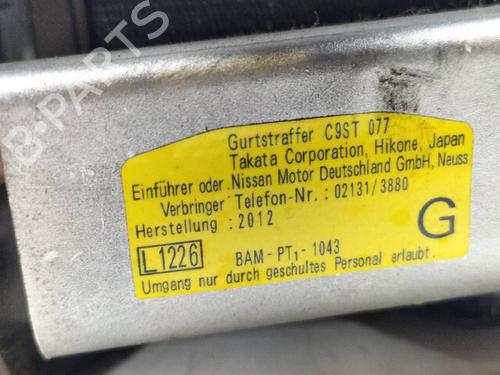 Gurtstraffer C9ST 077
Takata Corporation, Hikone, Japan
Einführer oder Nissan Motor Deutschland GmbH, Neuss
Verbringer : Telefon-Nr. : 02131/3880
Herstellung : 2012
G
L1226 BAM-PT1-1043
Umgang nur durch geschultes Personal erlaubt.
B-Parts